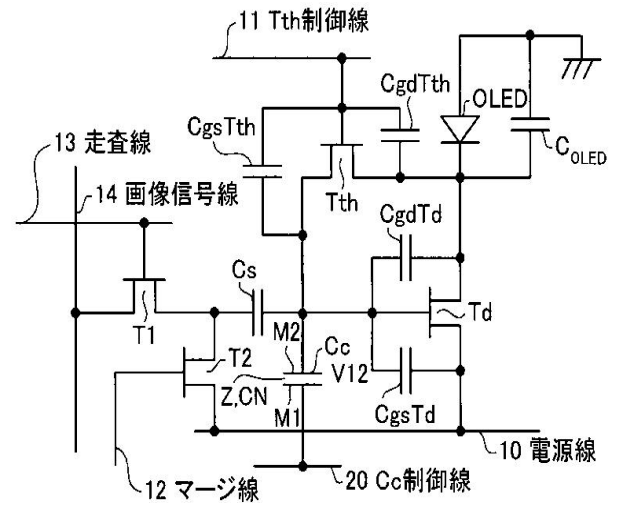 11 Tth制御線
CgdTth
OLED
CgsTth
COLED
13 走査線
14 画像信号線
Tth
CgdTd
Cs
Td
T1
M2
Cc
T2
V12
Z,CN
M1
CgsTd
10 電源線
12 マージ線
20 Cc制御線